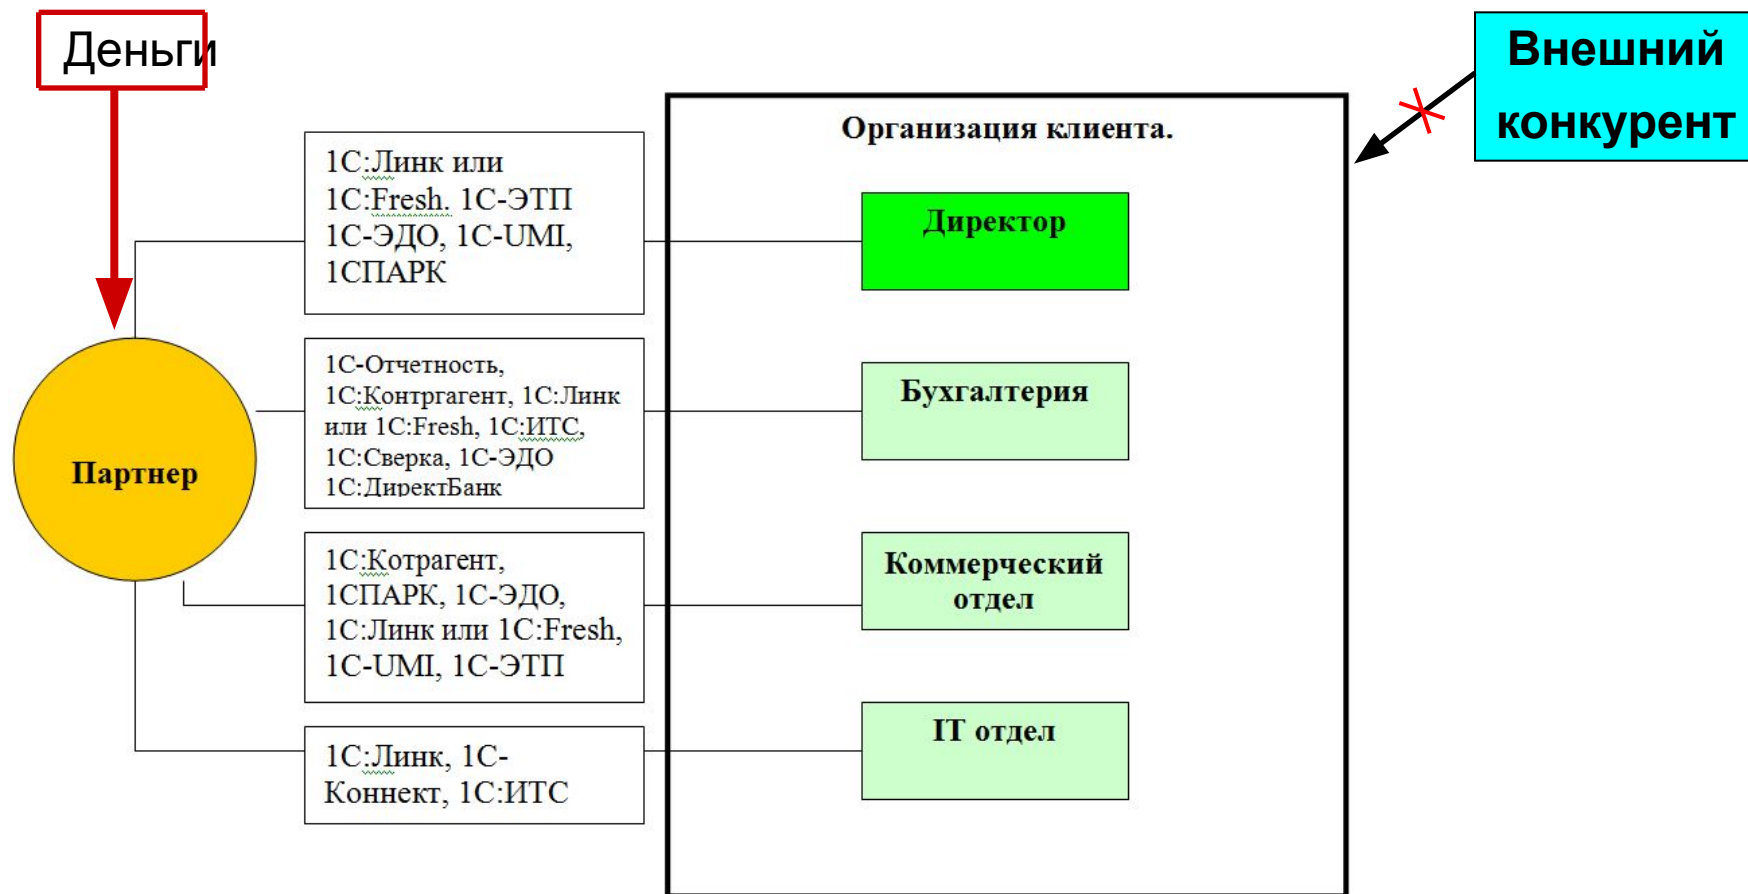 Деньги
Внешний
конкурент
Организация клиента.
1С:Линк или
1С:Fresh. 1С-ЭТП
1С-ЭДО, 1С-UMI,
1СПАРК
Директор
1С-Отчетность,
1С:Контргагент, 1С:Линк
или 1С:Fresh, 1С:ИТС,
1С:Сверка, 1С-ЭДО
1С:ДиректБанк
Бухгалтерия
Партнер
1С:Котрагент,
1СПАРК, 1С-ЭДО,
1С:Линк или 1С:Fresh,
1С-UMI, 1С-ЭТП
Коммерческий
отдел
1С:Линк, 1С-
Коннект, 1С:ИТС
IT отдел